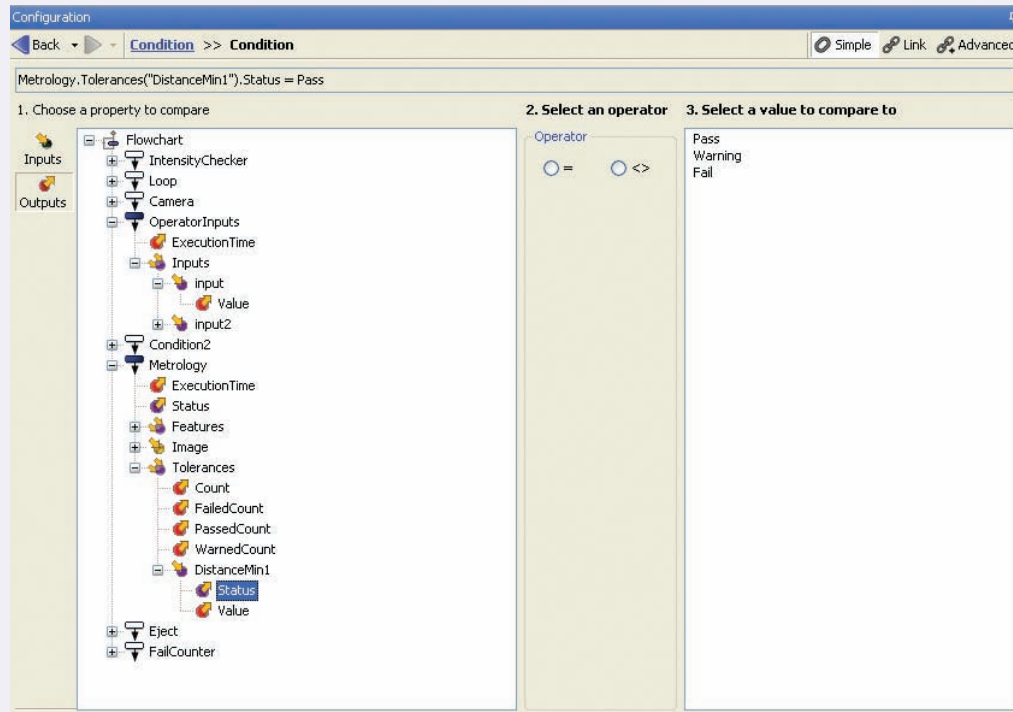 Configuration
Back Condition >> Condition Simple Link Advanced
Metrology.Tolerances("DistanceMin1").Status = Pass
1. Choose a property to compare
2. Select an operator
3. Select a value to compare to
Inputs
Outputs
Flowchart
IntensityChecker
Loop
Camera
OperatorInputs
ExecutionTime
Inputs
input
Value
input2
Condition2
Metrology
ExecutionTime
Status
Features
Image
Tolerances
Count
FailedCount
PassedCount
WarnedCount
DistanceMin1
Status
Value
Eject
FailCounter
Operator
= <>
Pass
Warning
Fail